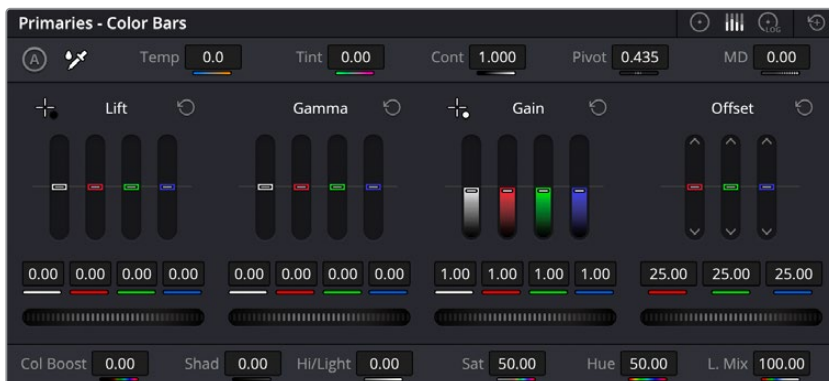 Primaries - Color Bars LOG
A Temp 0.0 Tint 0.00 Cont 1.000 Pivot 0.435 MD 0.00
Lift Gamma Gain Offset
0.00 0.00 0.00 0.00 0.00 0.00 0.00 0.00 1.00 1.00 1.00 1.00 25.00 25.00 25.00
Col Boost 0.00 Shad 0.00 Hi/Light 0.00 Sat 50.00 Hue 50.00 L. Mix 100.00